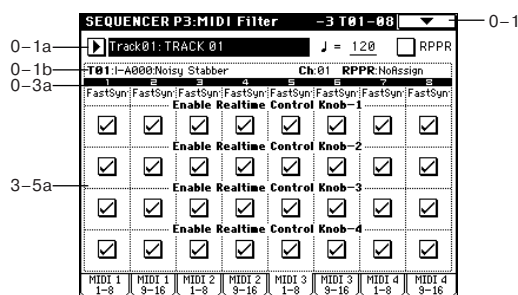 SEQUENCER P3:MIDI Filter -3 T01-08
0-1
0-1a
Track01: TRACK 01
♩ = 120
RPPR
0-1b
T01:I-A000:Noisy Stabber Ch:01 RPPR:NoAssign
0-3a
1 2 3 4 5 6 7 8
FastSyn FastSyn FastSyn FastSyn FastSyn FastSyn FastSyn FastSyn
Enable Realtime Control Knob-1
Enable Realtime Control Knob-2
3-5a
Enable Realtime Control Knob-3
Enable Realtime Control Knob-4
MIDI 1 1-8
MIDI 1 9-16
MIDI 2 1-8
MIDI 2 9-16
MIDI 3 1-8
MIDI 3 9-16
MIDI 4 1-8
MIDI 4 9-16